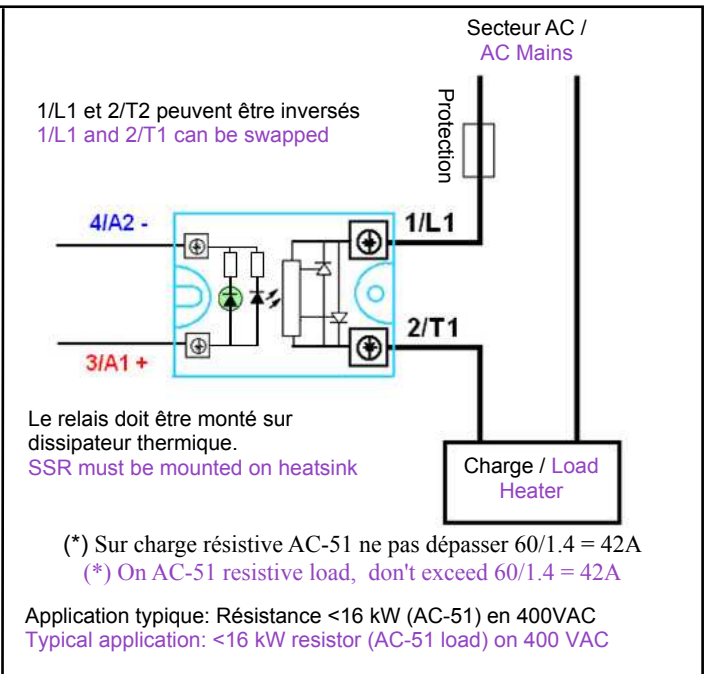 Secteur AC /
AC Mains
1/L1 et 2/T2 peuvent être inversés
1/L1 and 2/T1 can be swapped
Protection
4/A2 -
1/L1
3/A1 +
2/T1
Le relais doit être monté sur
dissipateur thermique.
SSR must be mounted on heatsink
Charge / Load
Heater
(*) Sur charge résistive AC-51 ne pas dépasser 60/1.4 = 42A
(*) On AC-51 resistive load, don't exceed 60/1.4 = 42A
Application typique: Résistance <16 kW (AC-51) en 400VAC
Typical application: <16 kW resistor (AC-51 load) on 400 VAC